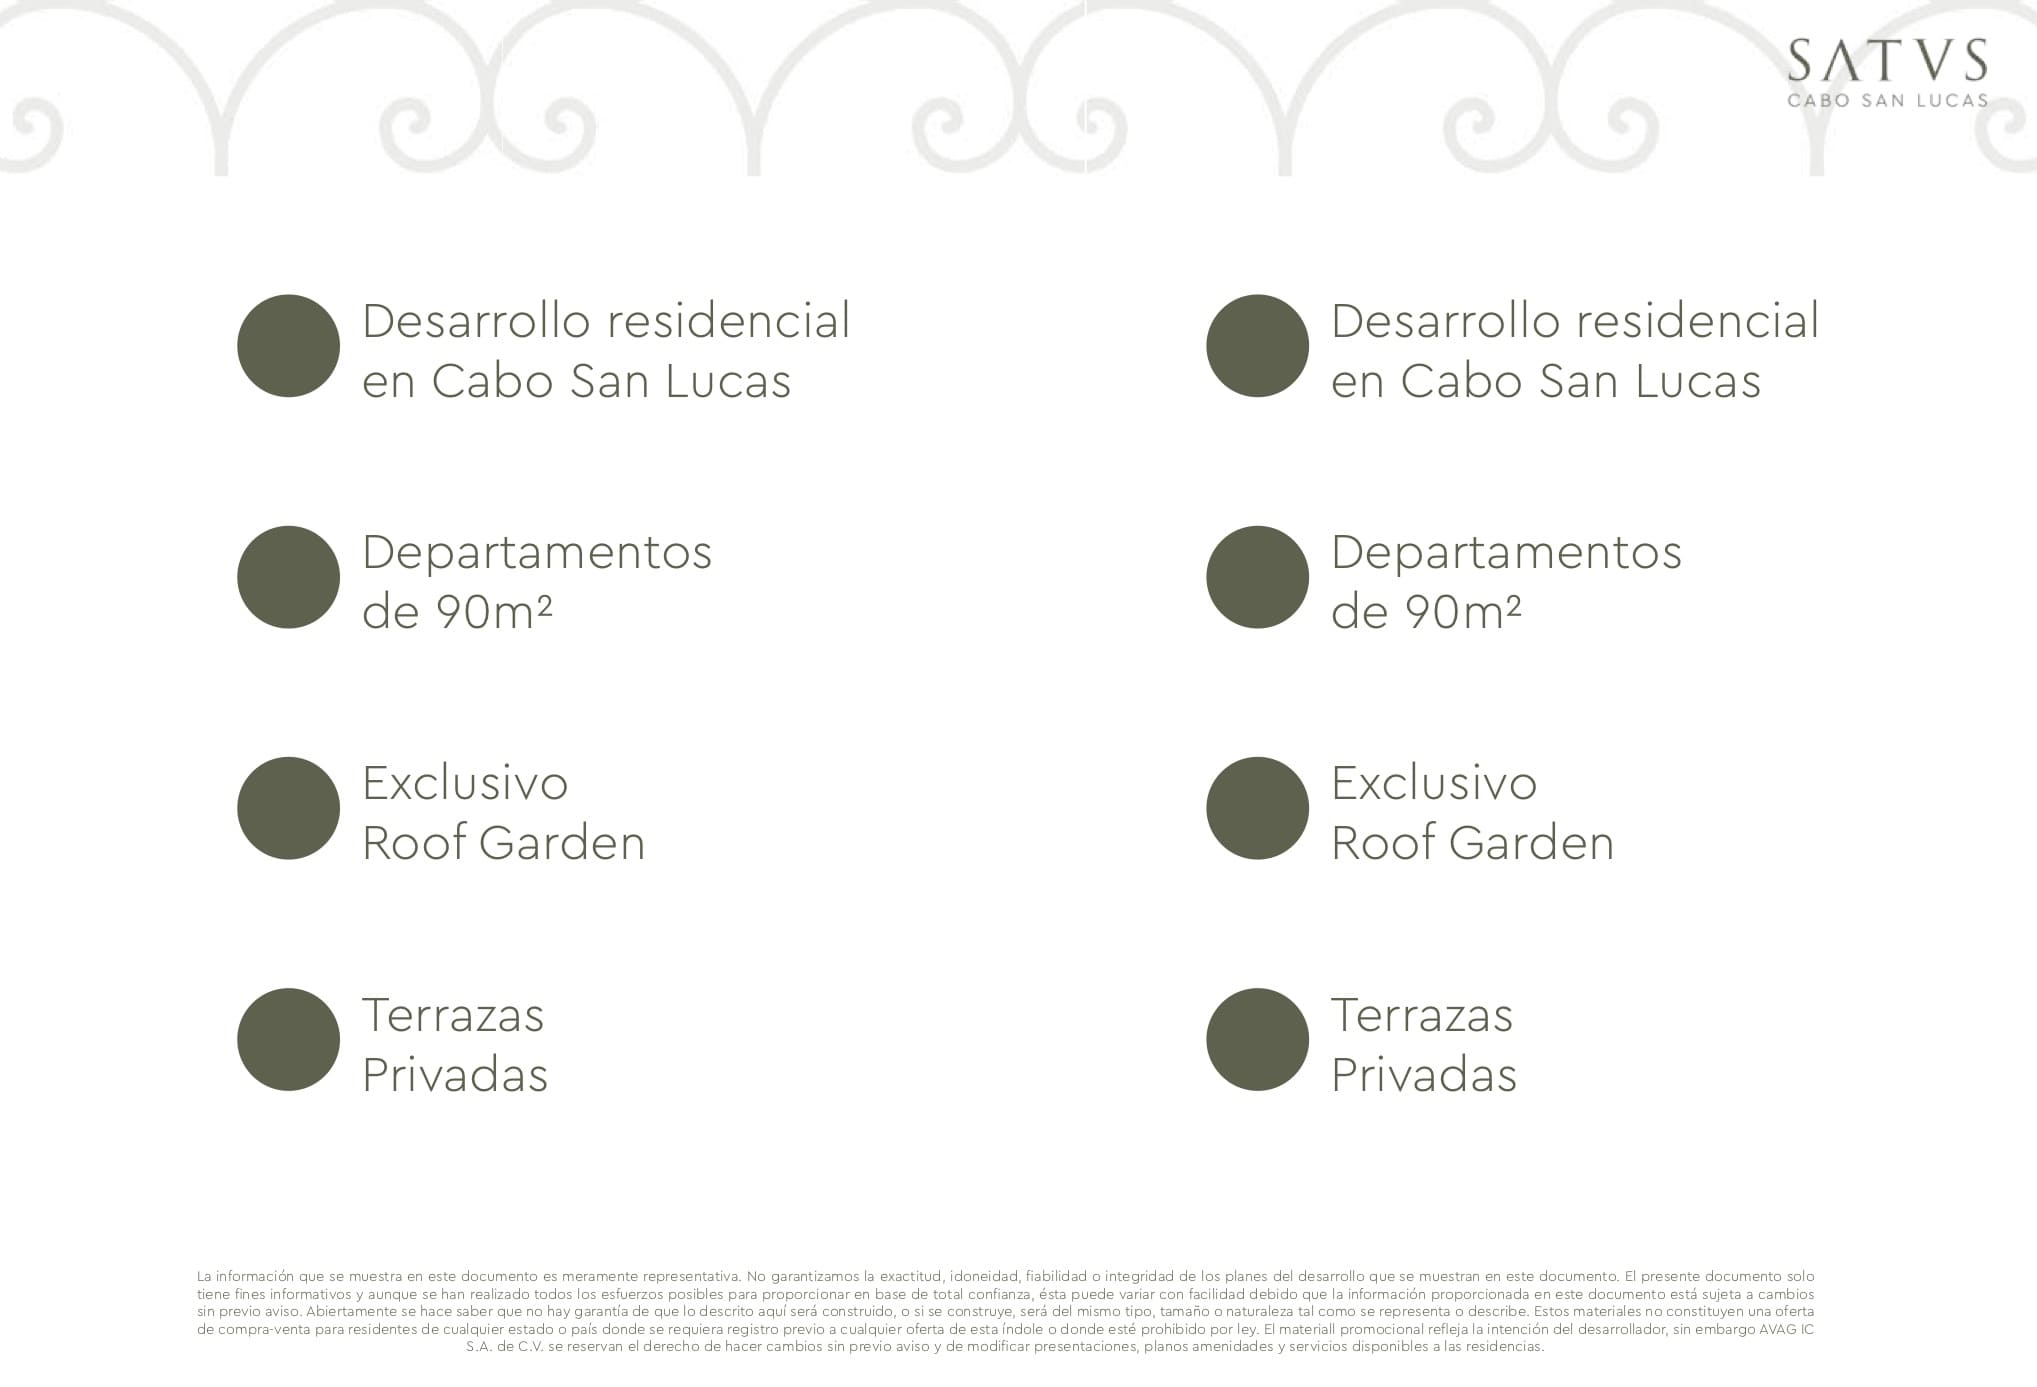 SATVS
CABO SAN LUCAS
Desarrollo residencial
en Cabo San Lucas
Departamentos
de 90m²
Exclusivo
Roof Garden
Terrazas
Privadas
Desarrollo residencial
en Cabo San Lucas
Departamentos
de 90m²
Exclusivo
Roof Garden
Terrazas
Privadas
La información que se muestra en este documento es meramente representativa. No garantizamos la exactitud, idoneidad, fiabilidad o integridad de los planes del desarrollo que se muestran en este documento. El presente documento solo
tiene fines informativos y aunque se han realizado todos los esfuerzos posibles para proporcionar en base de total confianza, ésta puede variar con facilidad debido que la información proporcionada en este documento está sujeta a cambios
sin previo aviso. Abiertamente se hace saber que no hay garantía de que lo descrito aquí será construido, o si se construye, será del mismo tipo, tamaño o naturaleza tal como se representa o describe. Estos materiales no constituyen una oferta
de compra-venta para residentes de cualquier estado o país donde se requiera registro previo a cualquier oferta de esta índole o donde esté prohibido por ley. El materiall promocional refleja la intención del desarrollador, sin embargo AVAG IC
S.A. de C.V. se reservan el derecho de hacer cambios sin previo aviso y de modificar presentaciones, planos amenidades y servicios disponibles a las residencias.